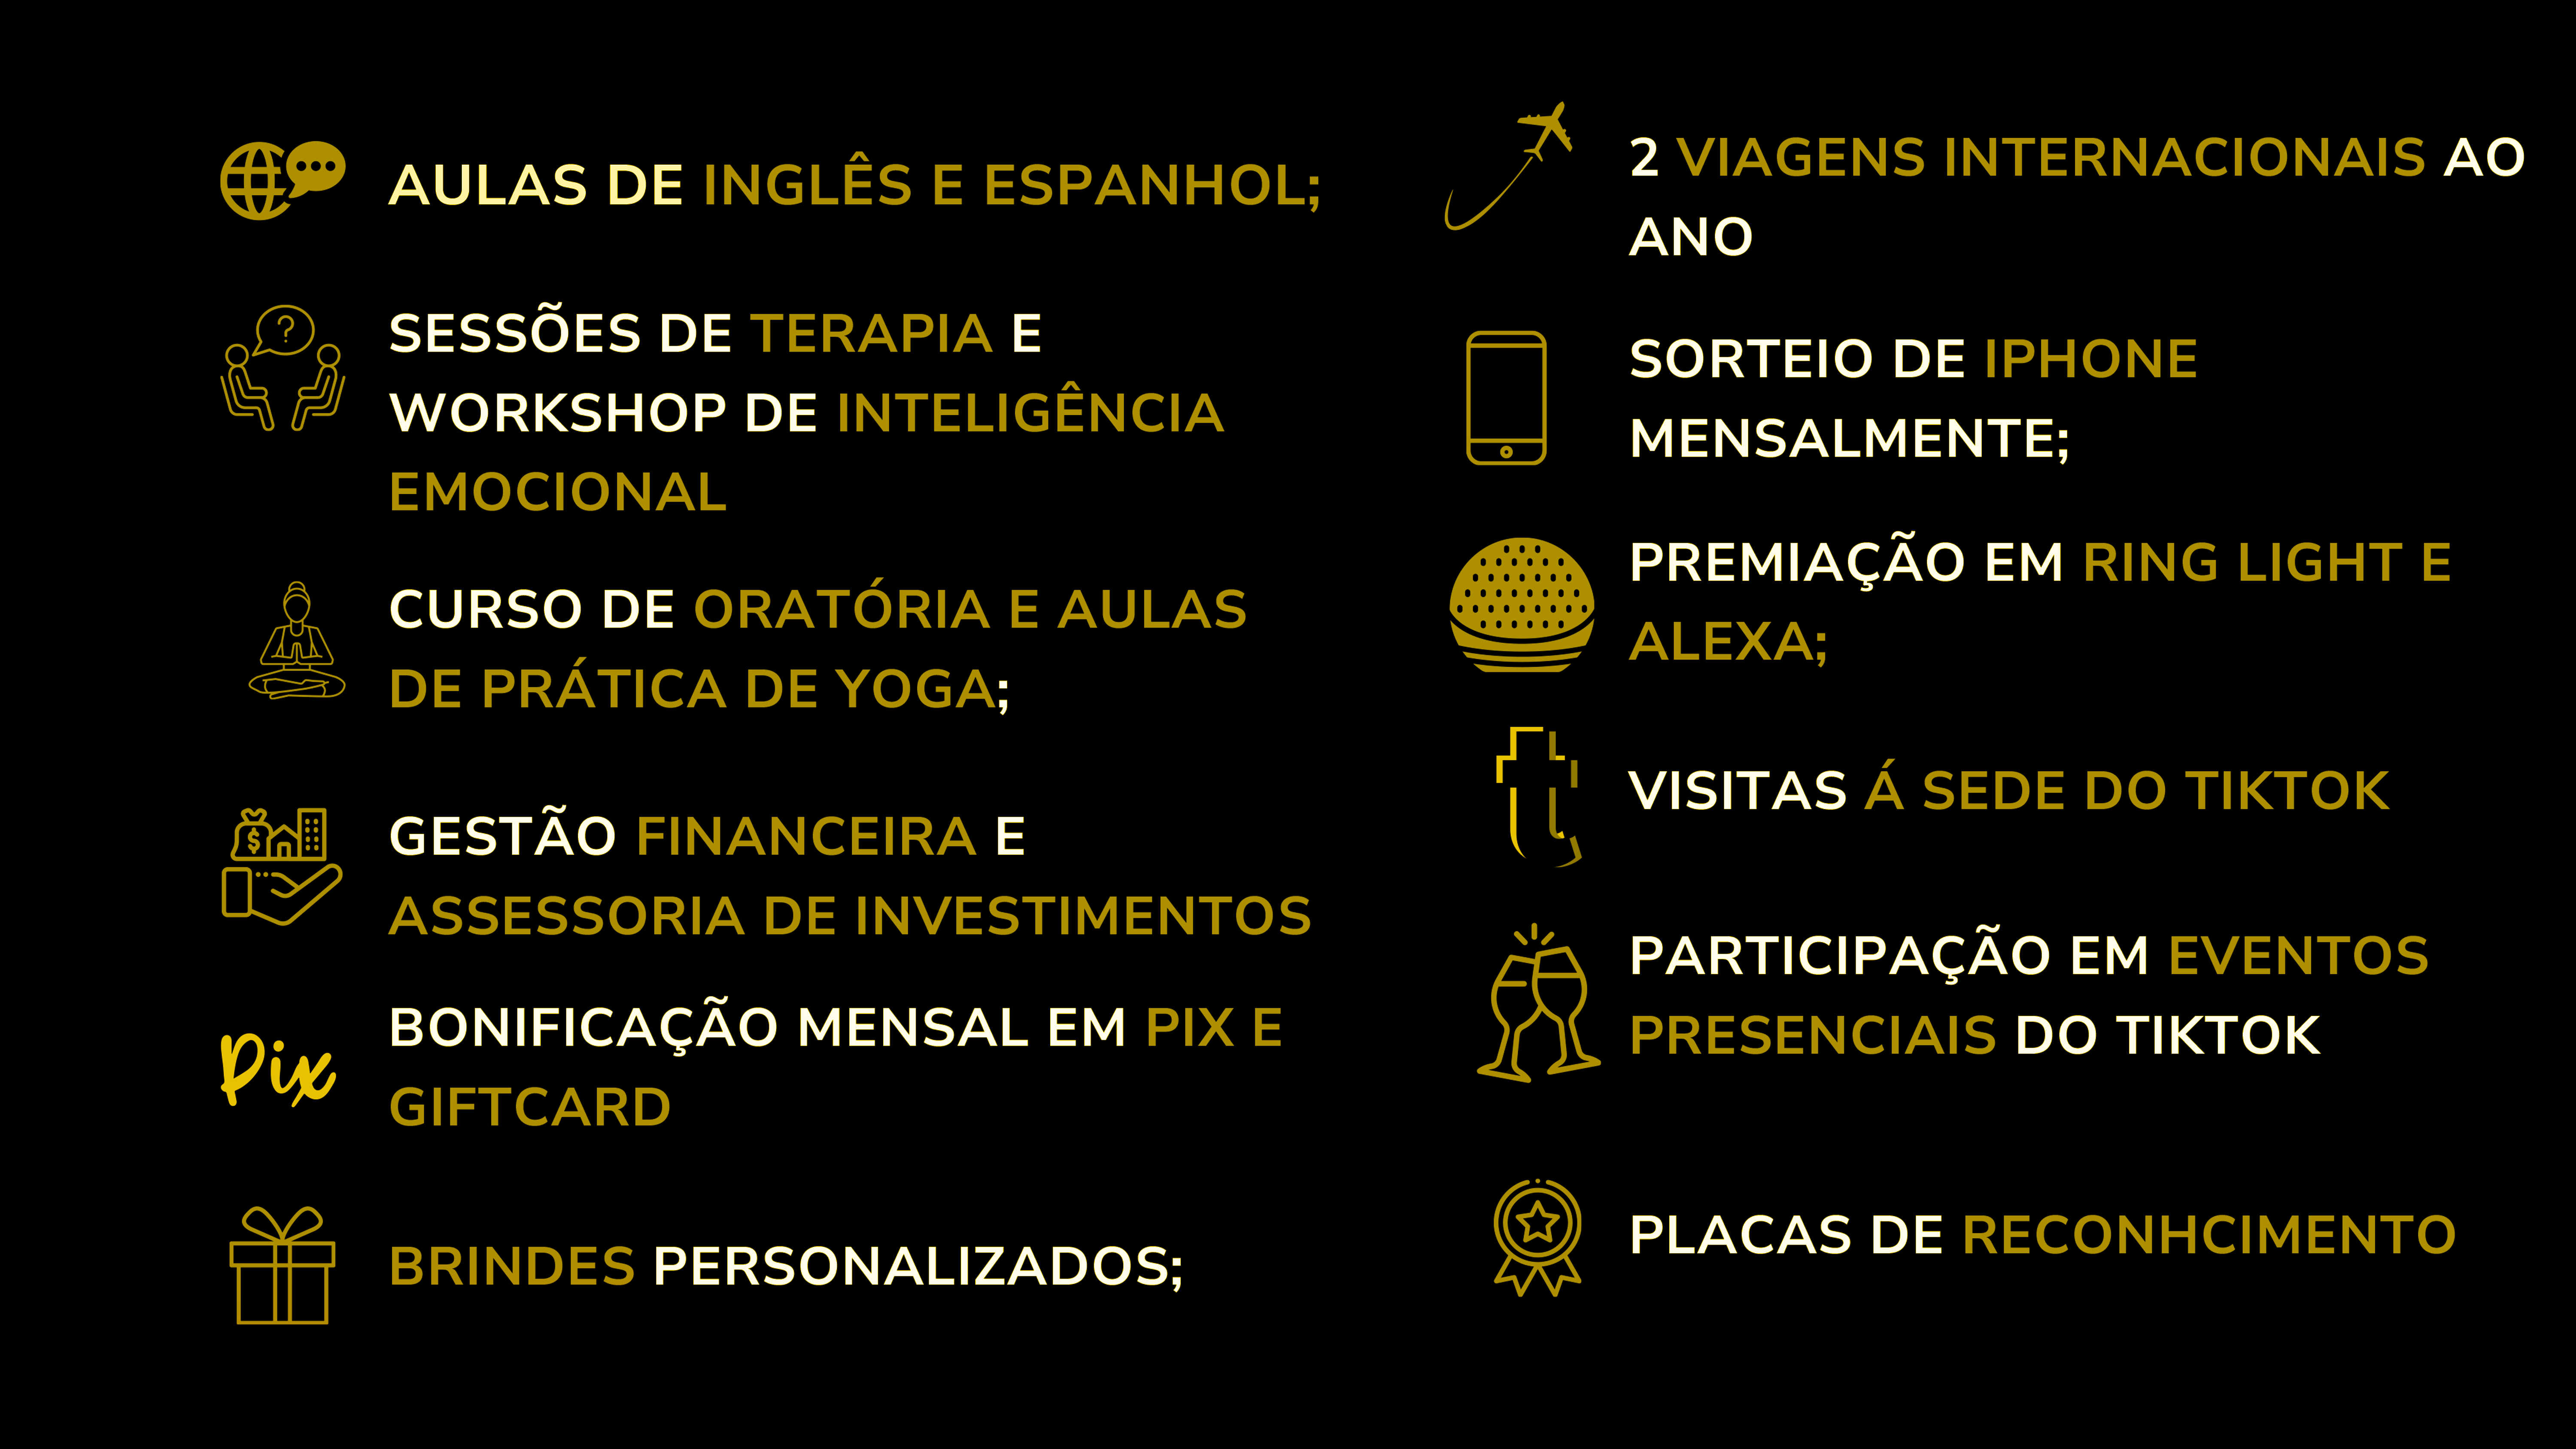 AULAS DE INGLÊS E ESPANHOL;
SESSÕES DE TERAPIA E
WORKSHOP DE INTELIGÊNCIA
EMOCIONAL
CURSO DE ORATÓRIA E AULAS
DE PRÁTICA DE YOGA;
GESTÃO FINANCEIRA E
ASSESSORIA DE INVESTIMENTOS
Pix
BONIFICAÇÃO MENSAL EM PIX E
GIFTCARD
BRINDES PERSONALIZADOS;
2 VIAGENS INTERNACIONAIS AO
ANO
SORTEIO DE IPHONE
MENSALMENTE;
PREMIAÇÃO EM RING LIGHT E
ALEXA;
t
VISITAS Á SEDE DO TIKTOK
PARTICIPAÇÃO EM EVENTOS
PRESENCIAIS DO TIKTOK
PLACAS DE RECONHCIMENTO